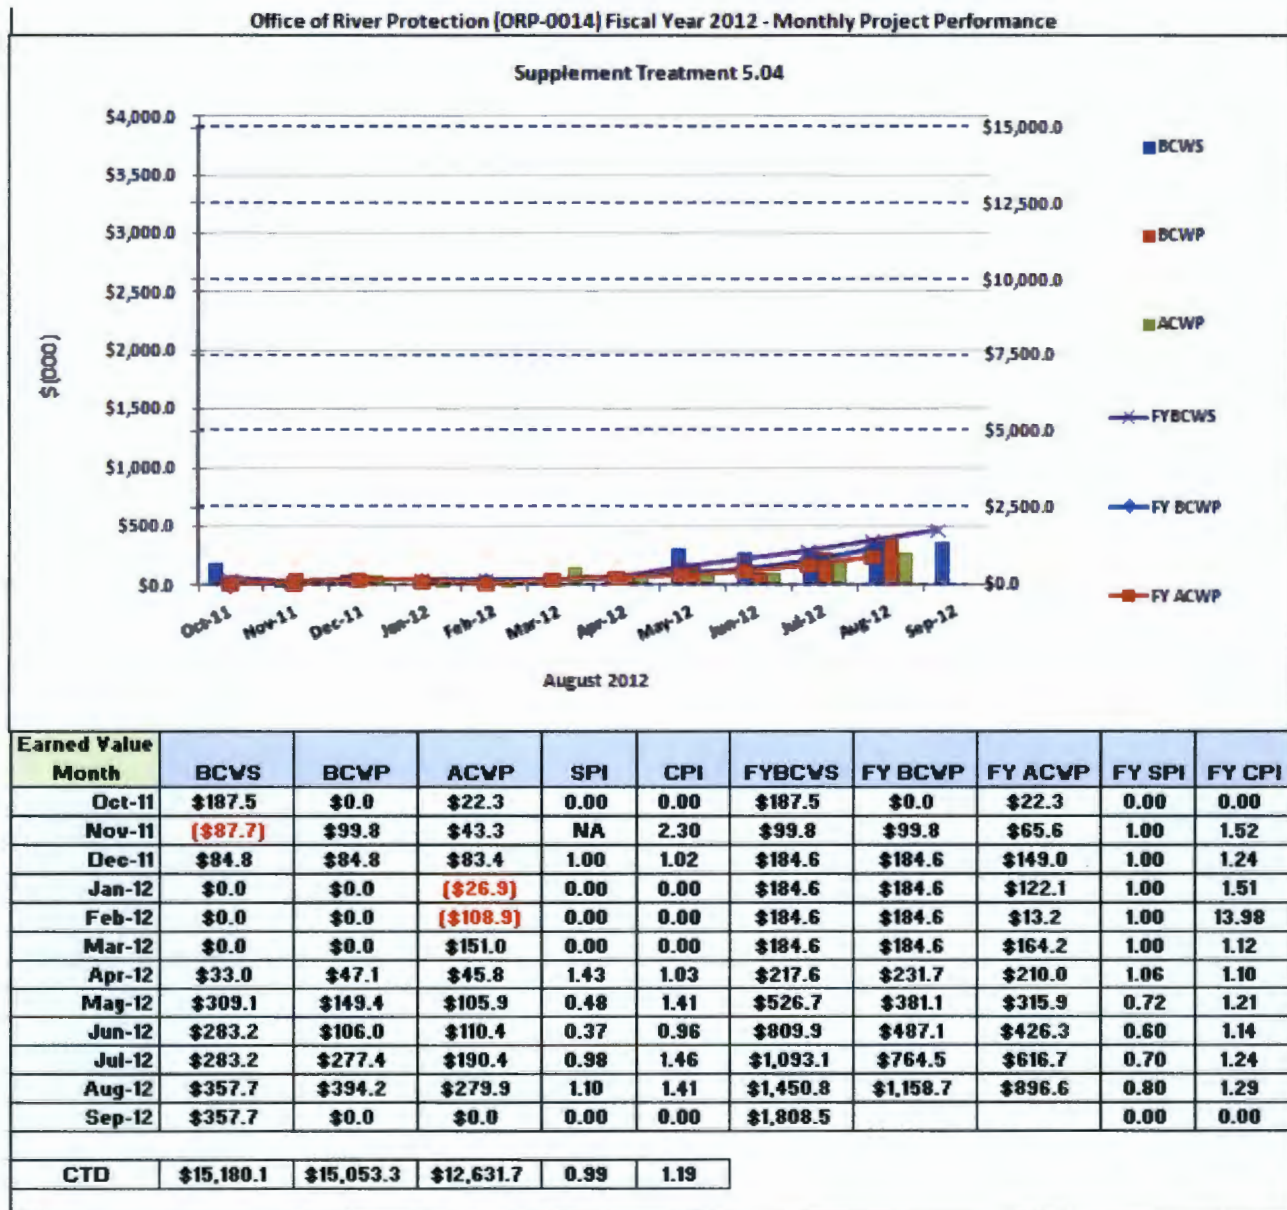 Office of River Protection (ORP-0014) Fiscal Year 2012 - Monthly Project Performance
Supplement Treatment 5.04
$4,000.0
$3,500.0
$3,000.0
$2,500.0
$2,000.0
$1,500.0
$1,000.0
$500.0
$0.0
$ (000)
$15,000.0
$12,500.0
$10,000.0
$7,500.0
$5,000.0
$2,500.0
$0.0
BCWS
BCWP
ACWP
FYBCWS
FY BCWP
FY ACWP
Oct-11 Nov-11 Dec-11 Jan-12 Feb-12 Mar-12 Apr-12 May-12 Jun-12 Jul-12 Aug-12 Sep-12
August 2012
Earned Value
Month BCWS BCWP ACWP SPI CPI FYBCWS FY BCWP FY ACWP FY SPI FY CPI
Oct-11 $187.5 $0.0 $22.3 0.00 0.00 $187.5 $0.0 $22.3 0.00 0.00
Nov-11 ($87.7) $99.8 $43.3 NA 2.30 $99.8 $99.8 $65.6 1.00 1.52
Dec-11 $84.8 $84.8 $83.4 1.00 1.02 $184.6 $184.6 $149.0 1.00 1.24
Jan-12 $0.0 $0.0 ($26.9) 0.00 0.00 $184.6 $184.6 $122.1 1.00 1.51
Feb-12 $0.0 $0.0 ($108.9) 0.00 0.00 $184.6 $184.6 $13.2 1.00 13.98
Mar-12 $0.0 $0.0 $151.0 0.00 0.00 $184.6 $184.6 $164.2 1.00 1.12
Apr-12 $33.0 $47.1 $45.8 1.43 1.03 $217.6 $231.7 $210.0 1.06 1.10
May-12 $309.1 $149.4 $105.9 0.48 1.41 $526.7 $381.1 $315.9 0.72 1.21
Jun-12 $283.2 $106.0 $110.4 0.37 0.96 $809.9 $487.1 $426.3 0.60 1.14
Jul-12 $283.2 $277.4 $190.4 0.98 1.46 $1,093.1 $764.5 $616.7 0.70 1.24
Aug-12 $357.7 $394.2 $279.9 1.10 1.41 $1,450.8 $1,158.7 $896.6 0.80 1.29
Sep-12 $357.7 $0.0 $0.0 0.00 0.00 $1,808.5 0.00 0.00
CTD $15,180.1 $15,053.3 $12,631.7 0.99 1.19